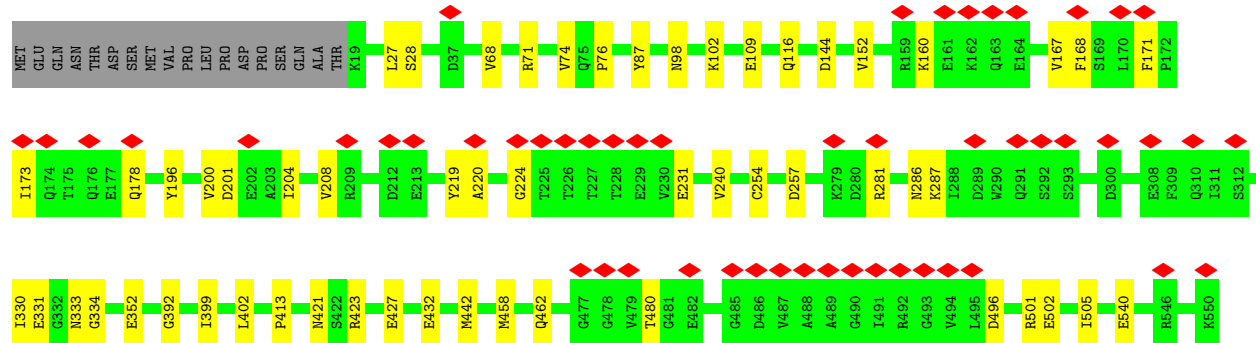 MET GLU GLN ASN THR ASP SER MET VAL PRO LEU PRO ASP PRO SER GLN ALA THR K19 L27 S28 D37 V68 R71 V74 Q75 P76 Y87 N98 K102 E109 Q116 D144 V152 R159 K160 E161 K162 Q163 E164 V167 F168 S169 L170 F171 P172
I173 Q174 T175 Q176 E177 Q178 Y196 V200 D201 E202 A203 I204 V208 R209 D212 E213 Y219 A220 G224 T225 T226 T227 T228 E229 V230 E231 V240 C254 D257 K279 D280 R281 N286 K287 I288 D289 W290 Q291 S292 S293 D300 E308 F309 Q310 I311 S312
I330 E331 G332 N333 G334 E352 G392 I399 L402 P413 N421 S422 R423 E427 E432 M442 M458 Q462 G477 G478 V479 T480 G481 E482 G485 D486 V487 A488 A489 G490 I491 R492 G493 V494 L495 D496 R501 E502 I505 E540 R546 K550